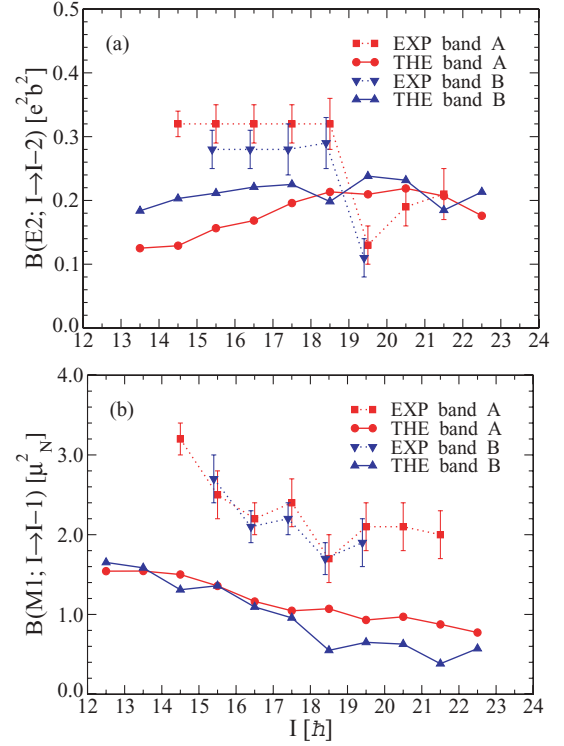 0.5
0.4
0.3
0.2
0.1
0.0
B(E2; I→I−2) [e²b²]
(a)
EXP band A
THE band A
EXP band B
THE band B
12 13 14 15 16 17 18 19 20 21 22 23 24
4.0
3.0
2.0
1.0
0.0
B(M1; I→I−1) [μ²_N]
(b)
EXP band A
THE band A
EXP band B
THE band B
12 13 14 15 16 17 18 19 20 21 22 23 24
I [ℏ]